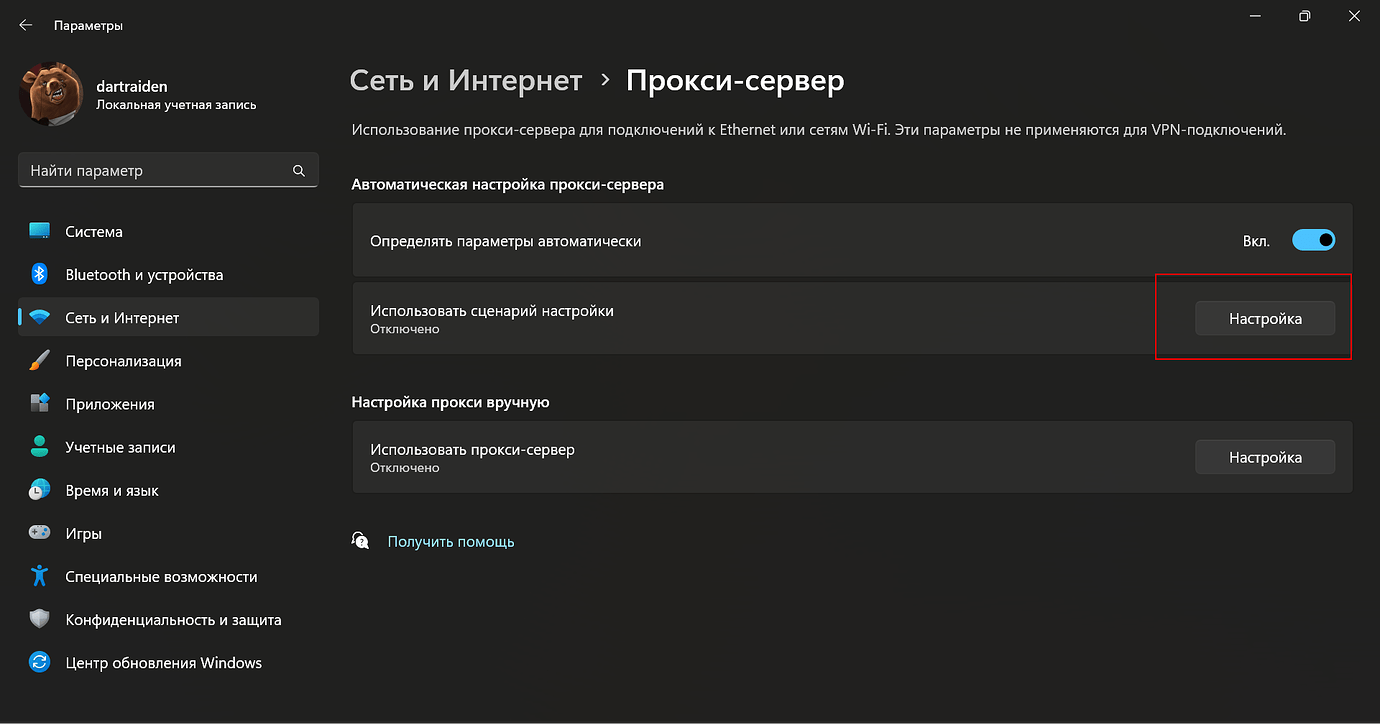 Параметры
dartraiden
Локальная учетная запись
Найти параметр
Система
Bluetooth и устройства
Сеть и Интернет
Персонализация
Приложения
Учетные записи
Время и язык
Игры
Специальные возможности
Конфиденциальность и защита
Центр обновления Windows
Сеть и Интернет > Прокси-сервер
Использование прокси-сервера для подключений к Ethernet или сетям Wi-Fi. Эти параметры не применяются для VPN-подключений.
Автоматическая настройка прокси-сервера
Определять параметры автоматически
Вкл.
Использовать сценарий настройки
Отключено
Настройка
Настройка прокси вручную
Использовать прокси-сервер
Отключено
Настройка
Получить помощь